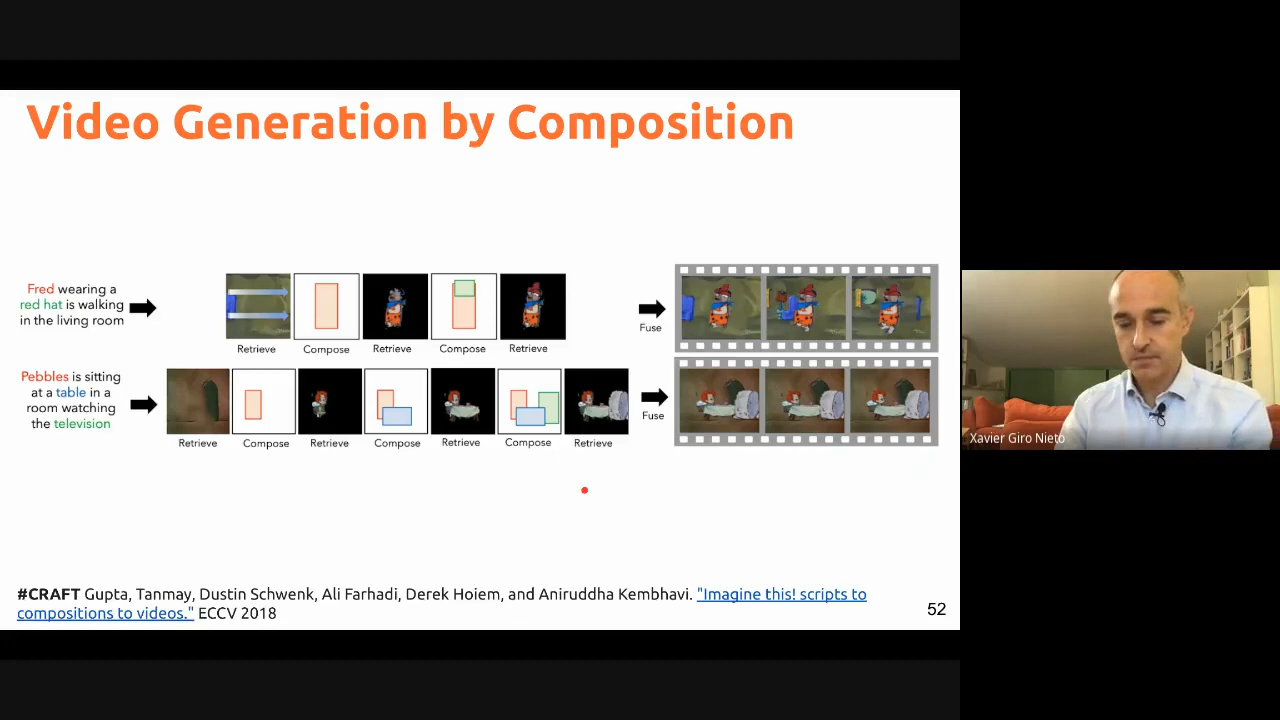 Video Generation by Composition
Fred wearing a
red hat is walking
in the living room
Retrieve
Compose
Retrieve
Compose
Retrieve
Fuse
Pebbles is sitting
at a table in a
room watching
the television
Retrieve
Compose
Retrieve
Compose
Retrieve
Compose
Retrieve
Fuse
Xavier Giro Nieto
#CRAFT Gupta, Tanmay, Dustin Schwenk, Ali Farhadi, Derek Hoiem, and Aniruddha Kembhavi. "Imagine this! scripts to
compositions to videos." ECCV 2018
52